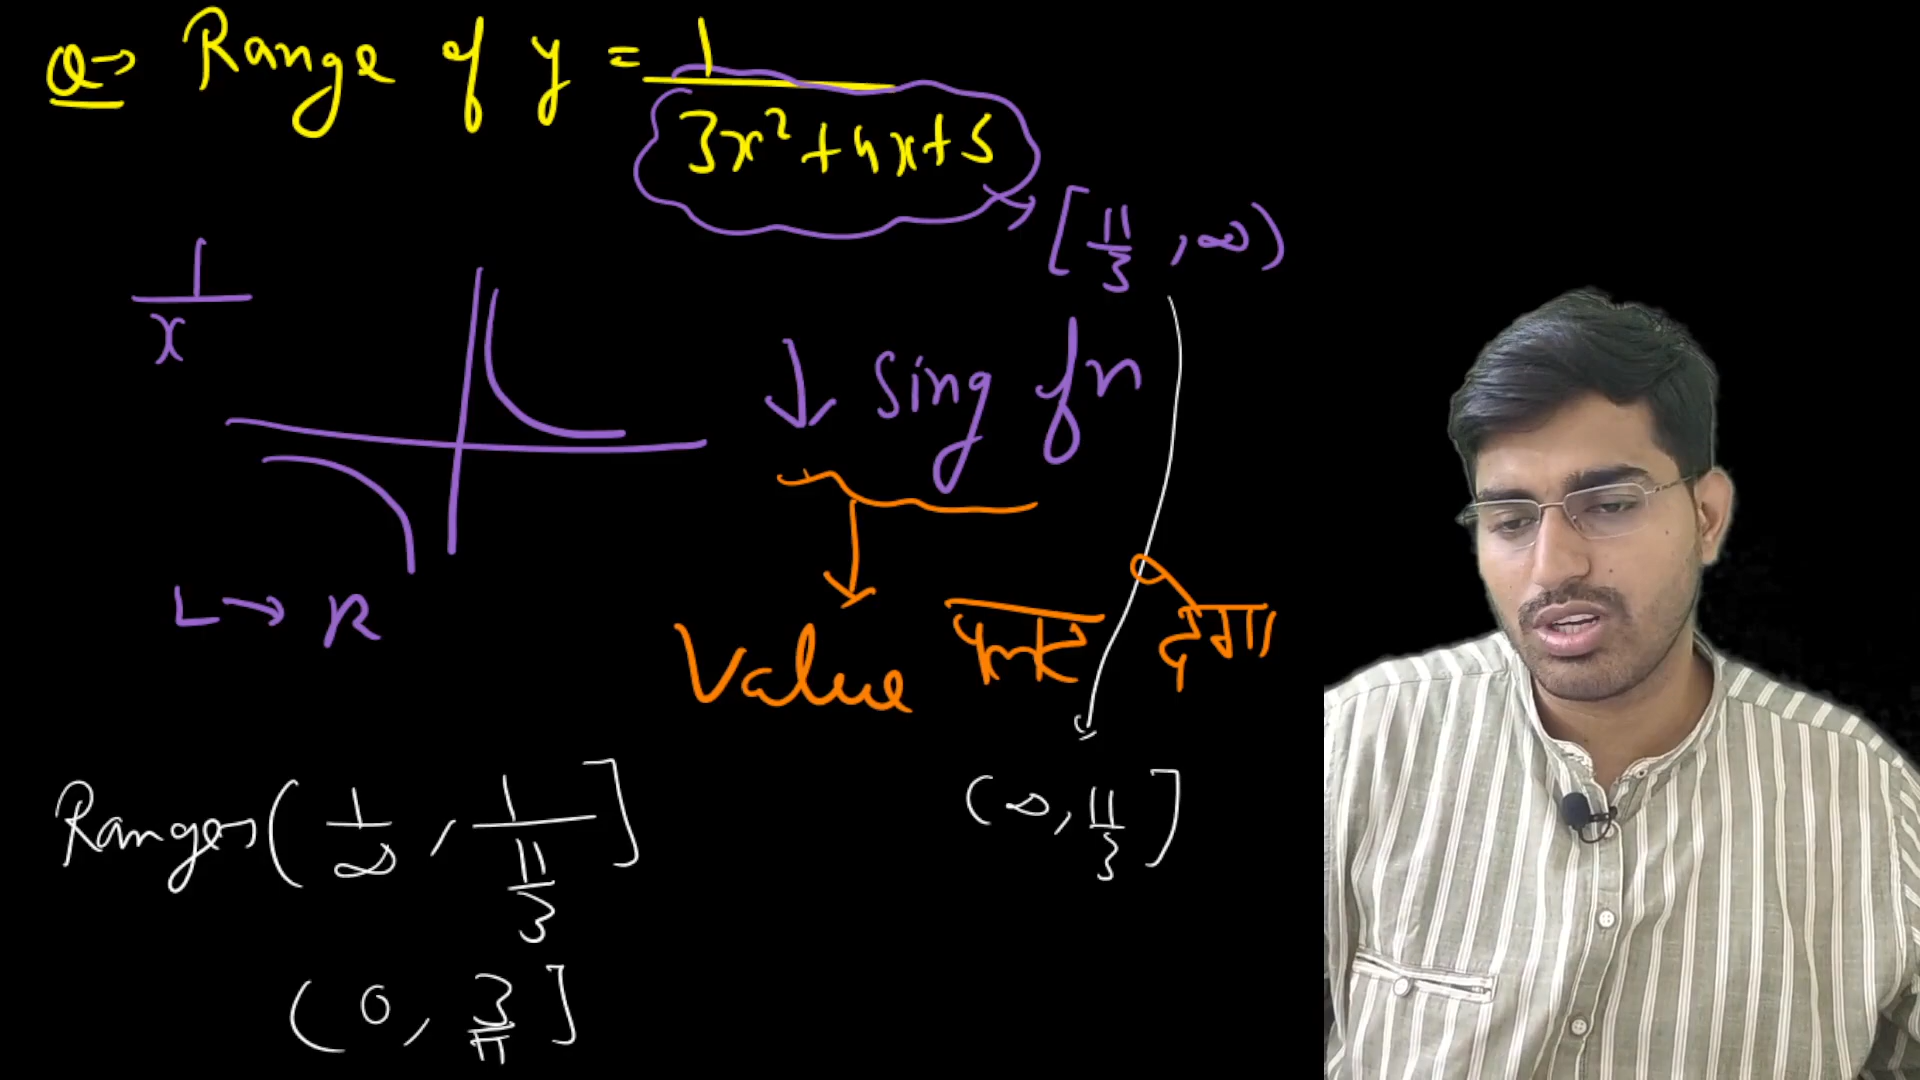 Q→ Range of y = 1/(3x²+4x+5)
→ [11/3, ∞)
1/x
↓ Sing fn
L → R
Value पलट देगा
Range→ (1/∞, 1/(11/3)]
(∞, 11/3]
(0, 3/11]